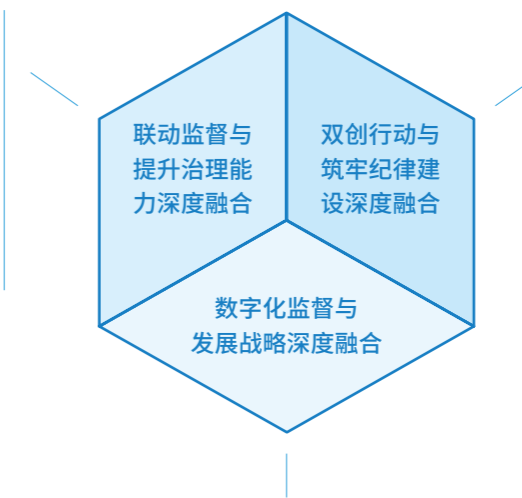 联动监督与
提升治理能
力深度融合
双创行动与
筑牢纪律建
设深度融合
数字化监督与
发展战略深度融合